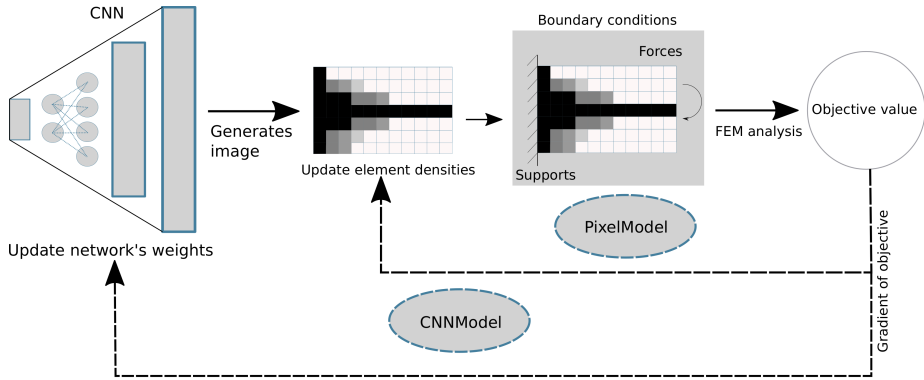 CNN
Boundary conditions
Forces
Generates
image
FEM analysis
Objective value
Update element densities
Supports
Update network's weights
PixelModel
CNNModel
Gradient of objective